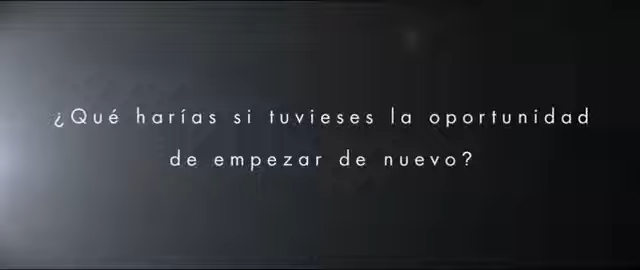 ¿Qué harías si tuvieses la oportunidad
de empezar de nuevo?